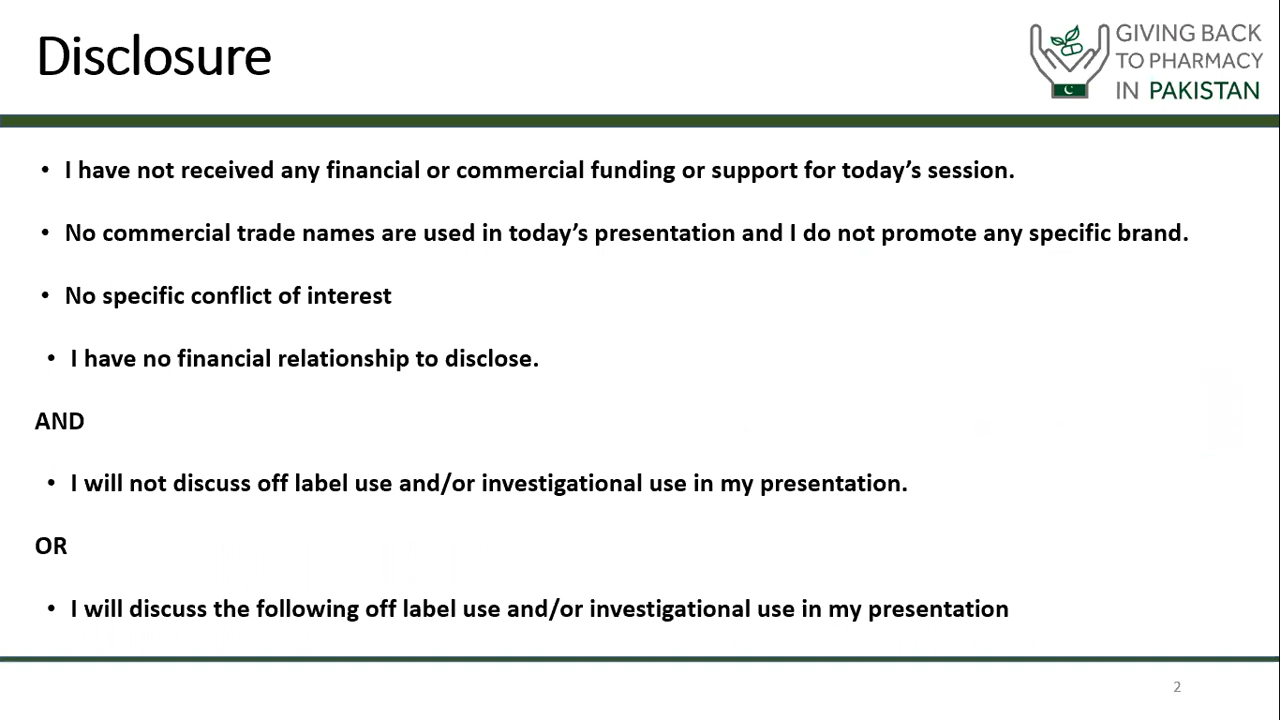 Disclosure
GIVING BACK
TO PHARMACY
IN PAKISTAN
• I have not received any financial or commercial funding or support for today’s session.
• No commercial trade names are used in today’s presentation and I do not promote any specific brand.
• No specific conflict of interest
• I have no financial relationship to disclose.
AND
• I will not discuss off label use and/or investigational use in my presentation.
OR
• I will discuss the following off label use and/or investigational use in my presentation
2